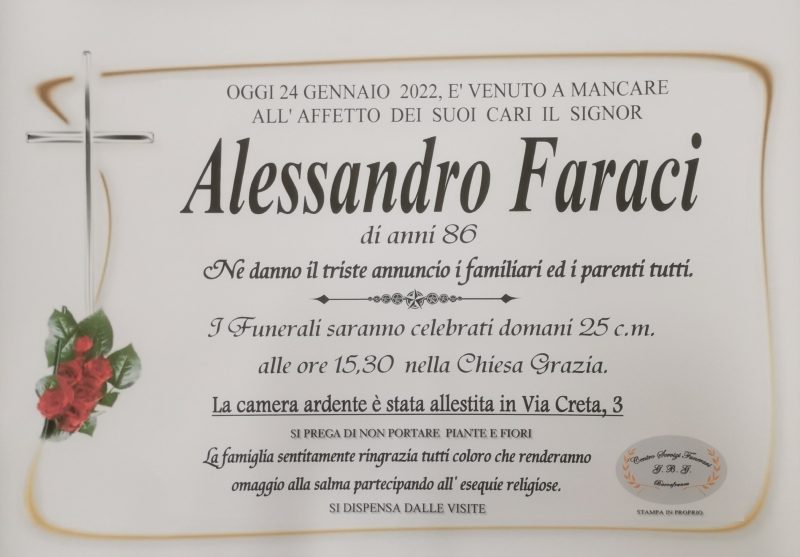 OGGI 24 GENNAIO 2022, E' VENUTO A MANCARE
ALL' AFFETTO DEI SUOI CARI IL SIGNOR
Alessandro Faraci
di anni 86
Ne danno il triste annuncio i familiari ed i parenti tutti.
I Funerali saranno celebrati domani 25 c.m.
alle ore 15,30 nella Chiesa Grazia.
La camera ardente è stata allestita in Via Creta, 3
SI PREGA DI NON PORTARE PIANTE E FIORI
La famiglia sentitamente ringrazia tutti coloro che renderanno
omaggio alla salma partecipando all' esequie religiose.
SI DISPENSA DALLE VISITE
Centro Servizi Funerari
G. B. G.
Roccafranca
STAMPA IN PROPRIO.